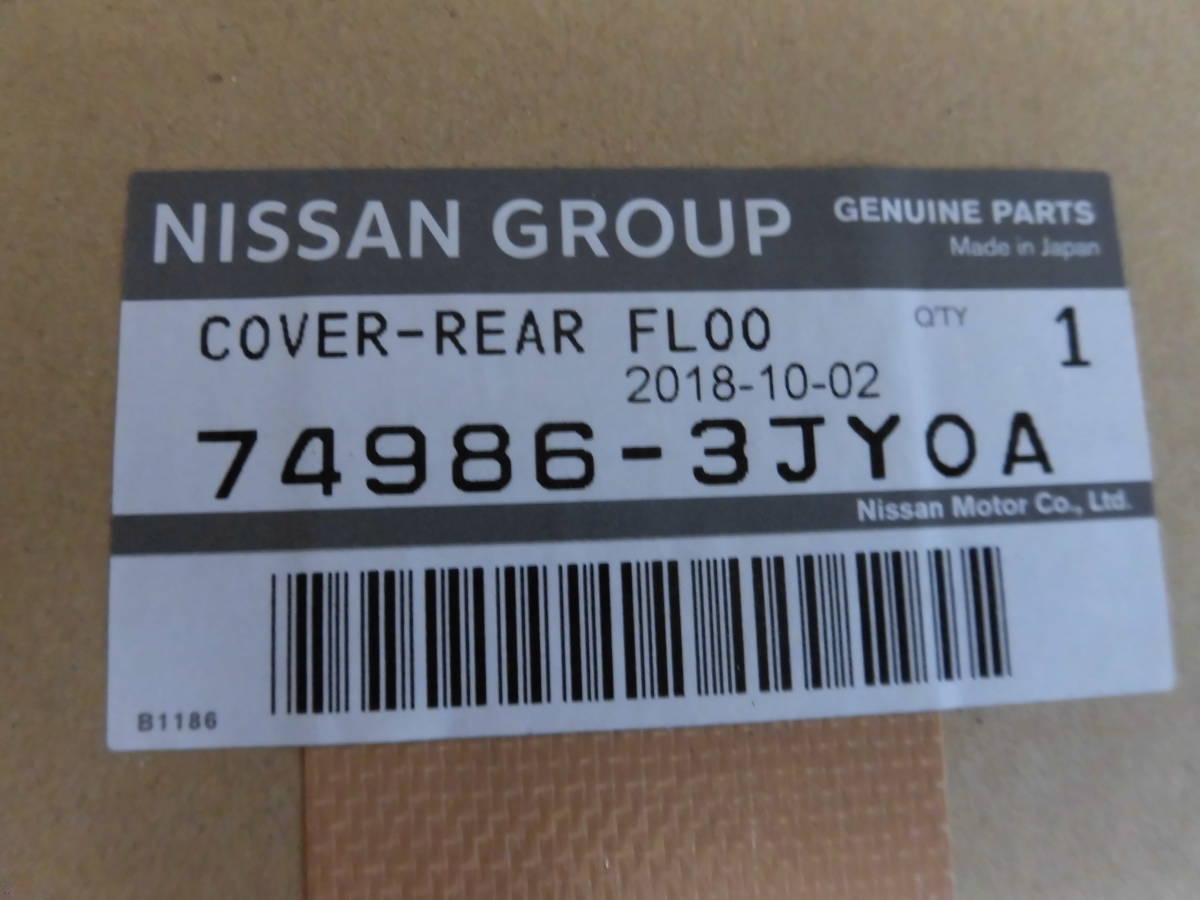 NISSAN GROUP
GENUINE PARTS
Made in Japan
COVER-REAR FLOO
Q'TY 1
2018-10-02
74986-3JY0A
Nissan Motor Co., Ltd.
B1186